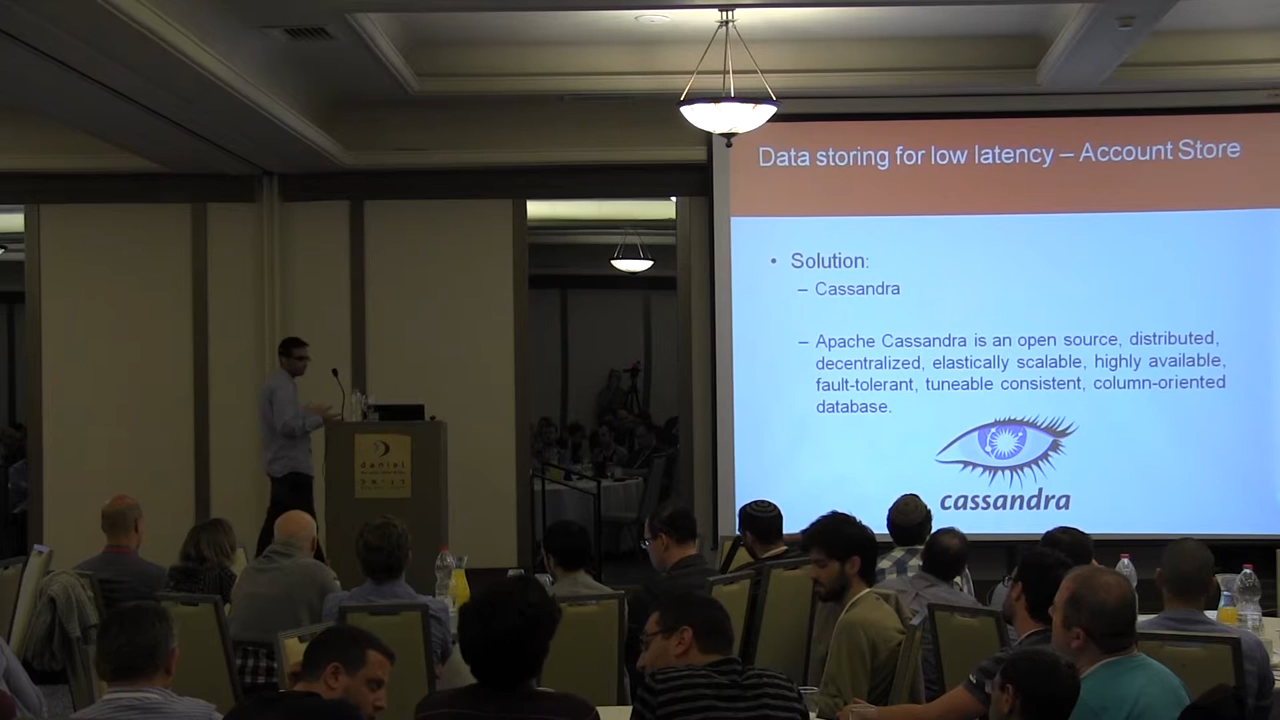 Data storing for low latency – Account Store
• Solution:
– Cassandra
– Apache Cassandra is an open source, distributed,
decentralized, elastically scalable, highly available,
fault-tolerant, tuneable consistent, column-oriented
database.
cassandra
daniel